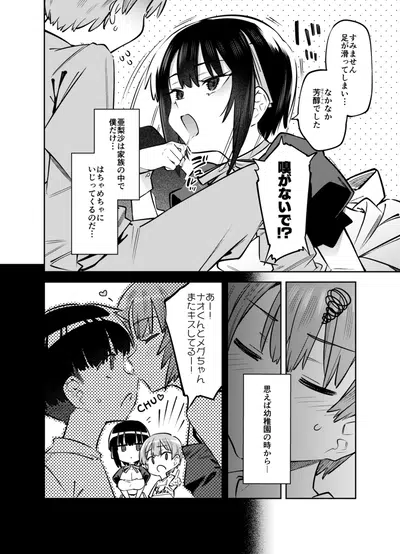 すみません
足が滑ってしまい…
なかなか
芳醇でした
嗅がないで!?
亜梨沙は家族の中で
僕だけ…
はちゃめちゃに
いじってくるのだ…
思えば幼稚園の時から―
あー!
ナオくんとメグちゃん
またキスしてるー!
CHU♡